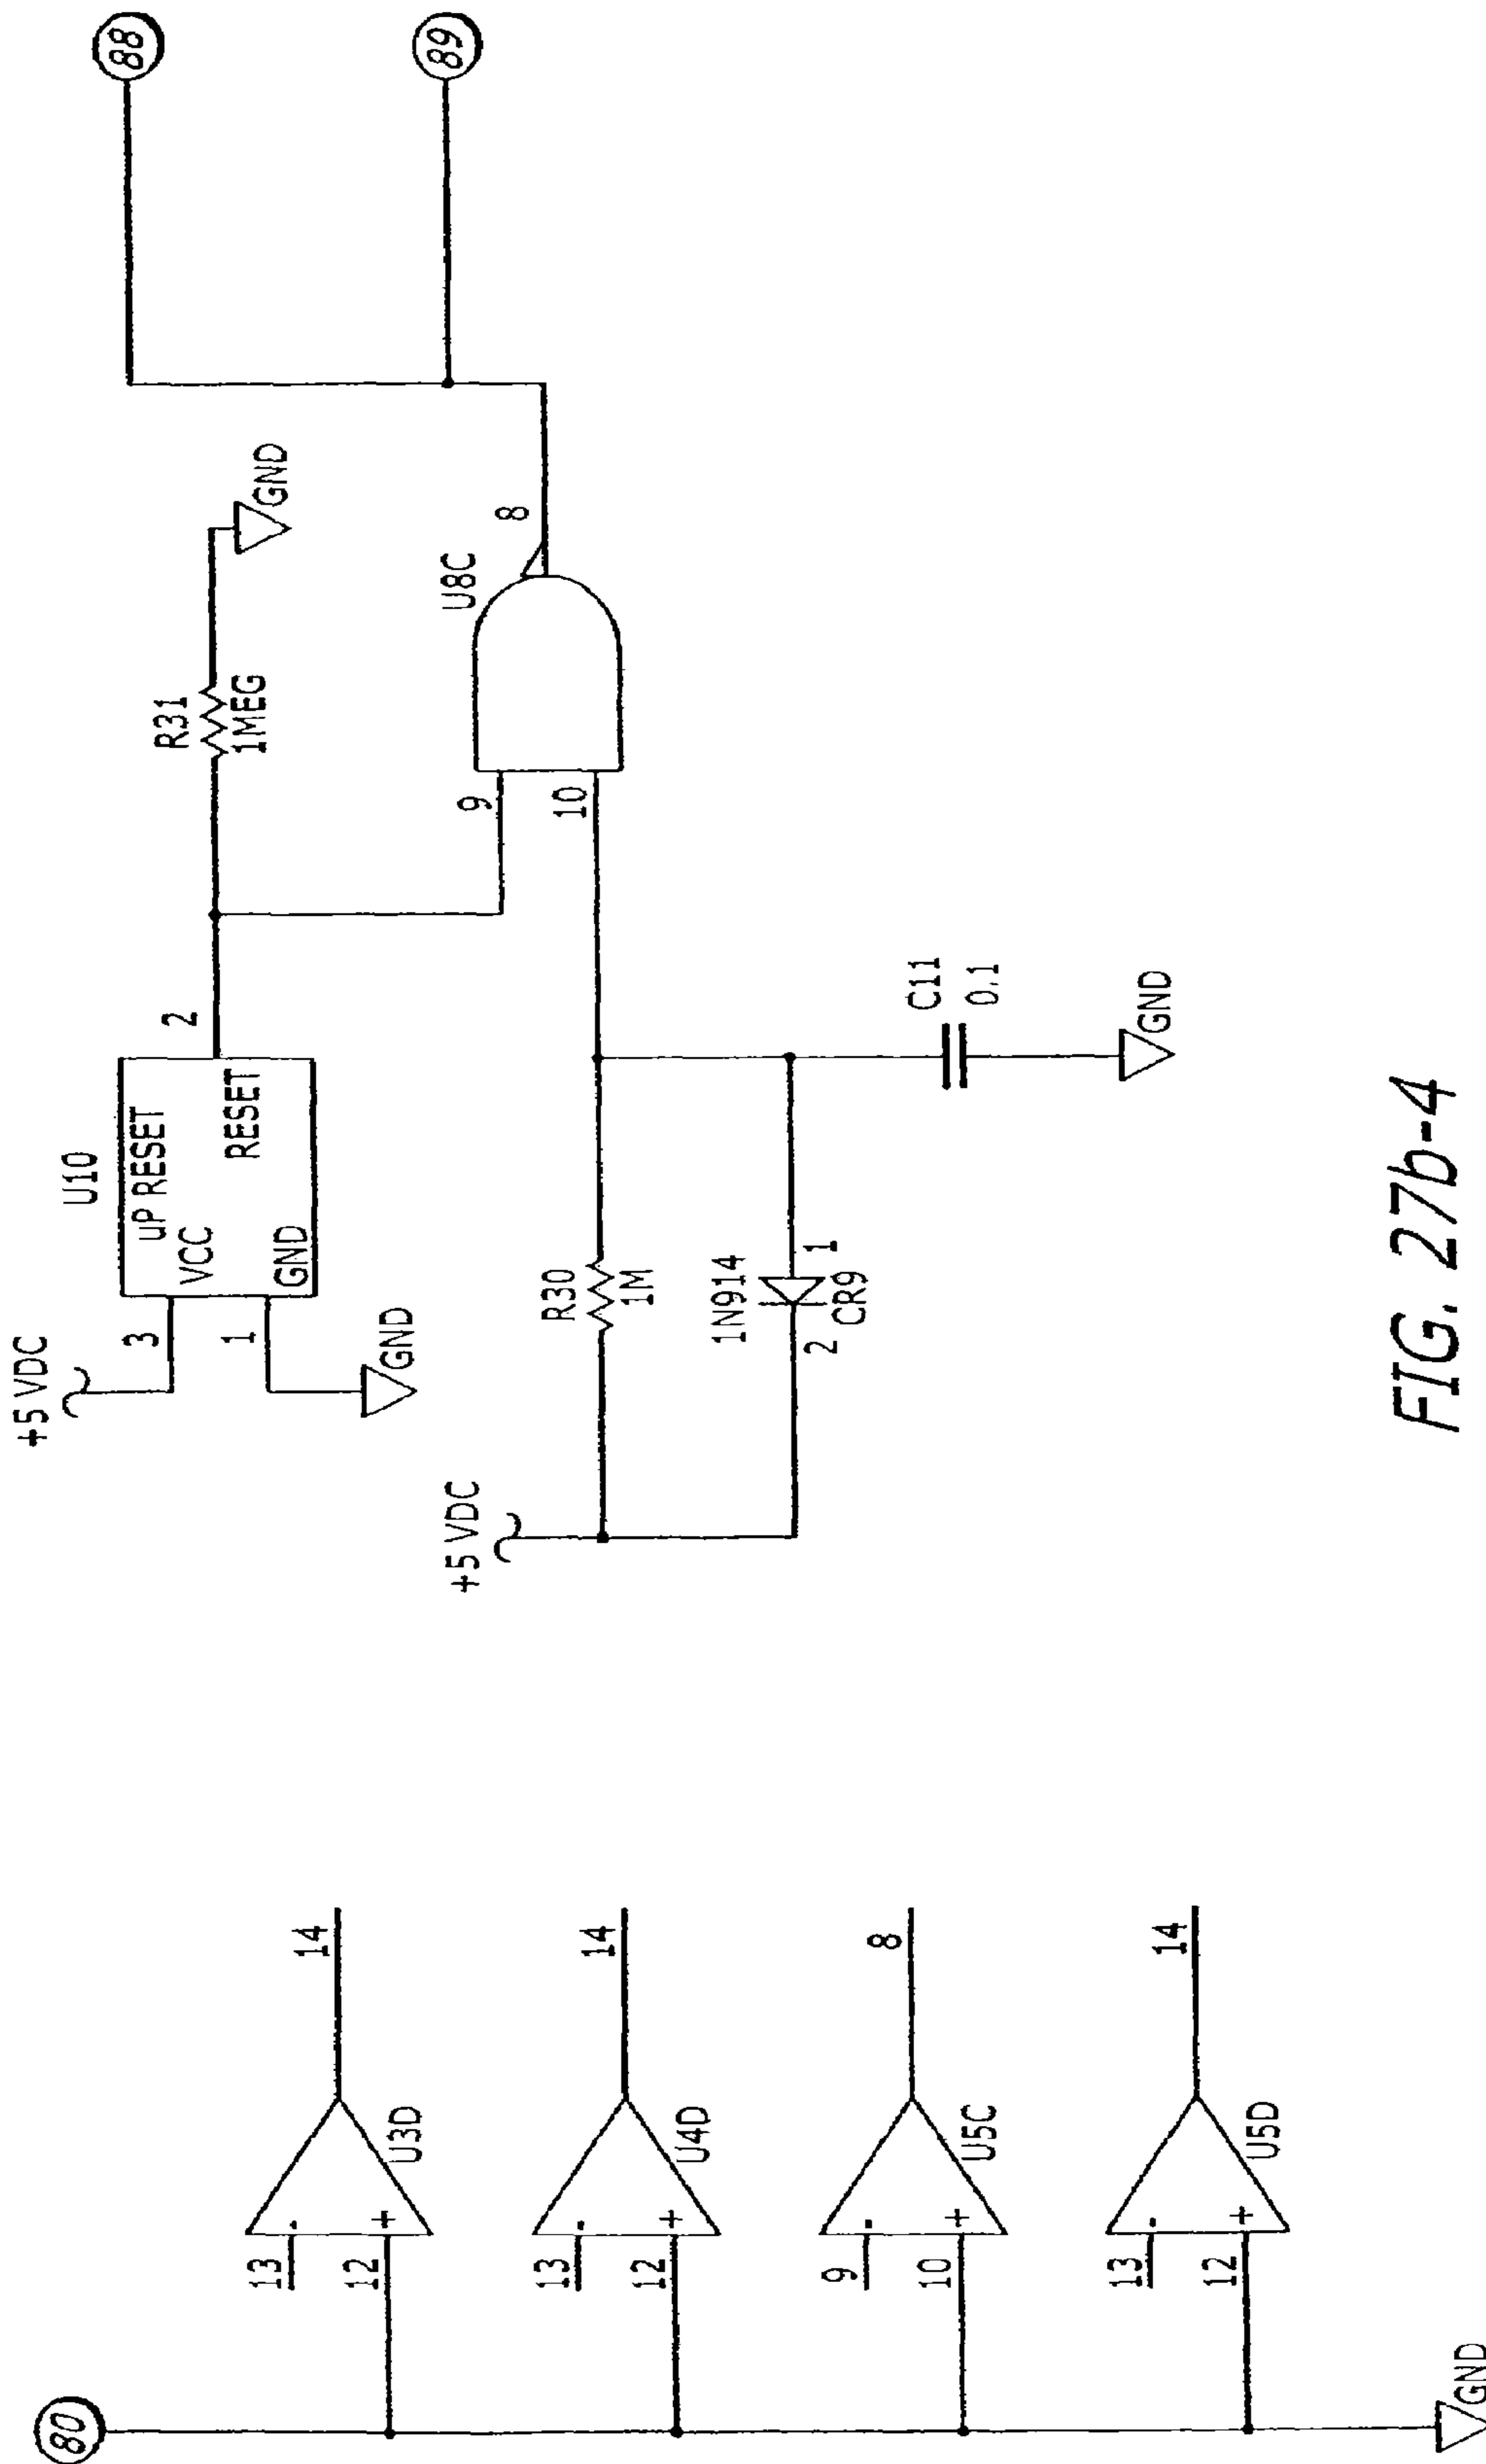 80
13
-
12
+
U3D
14
13
-
12
+
U4D
14
9
-
10
+
U5C
8
13
-
12
+
U5D
14
GND
+5 VDC
3
1
GND
U10
uP RESET
VCC
GND
RESET
2
R31
1MEG
GND
+5 VDC
R30
1M
1N914
2
1
CR9
C11
0.1
GND
9
10
U8C
8
88
89
FIG. 27b-4